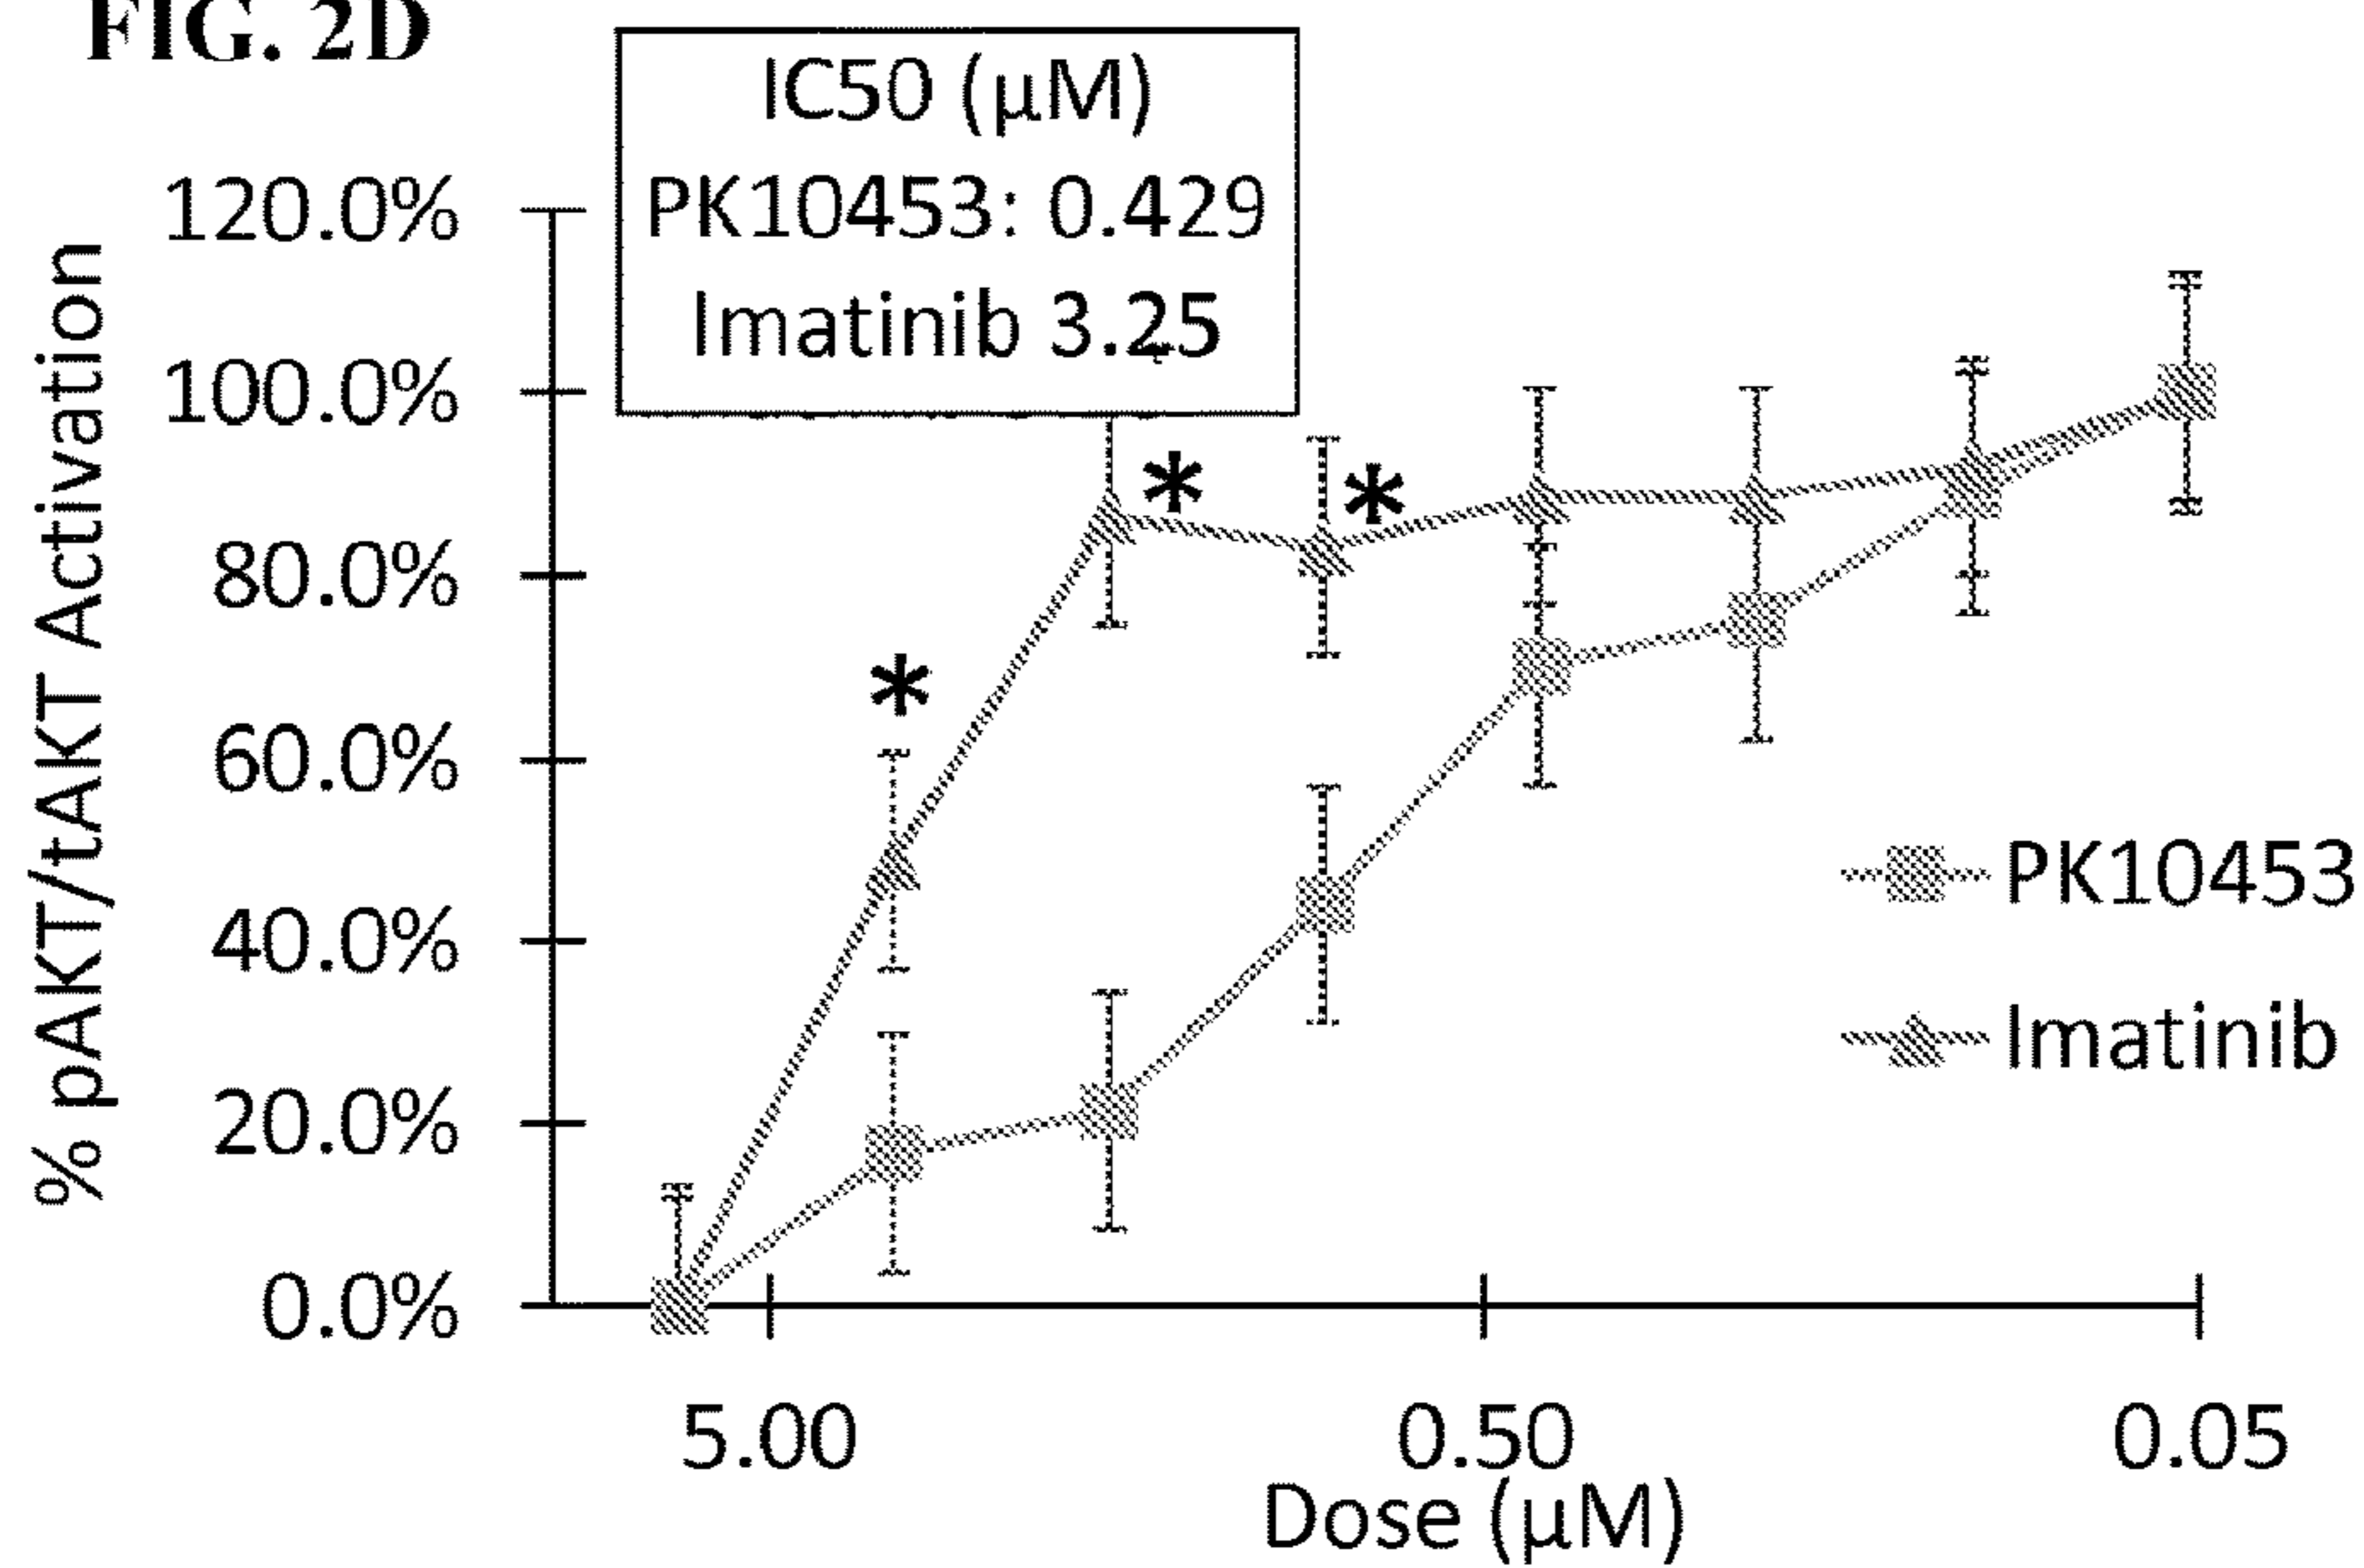 FIG. 2D
IC50 (µM)
PK10453: 0.429
Imatinib 3.25
% pAKT/tAKT Activation
120.0%
100.0%
80.0%
60.0%
40.0%
20.0%
0.0%
*
*
*
PK10453
Imatinib
5.00
0.50
0.05
Dose (µM)